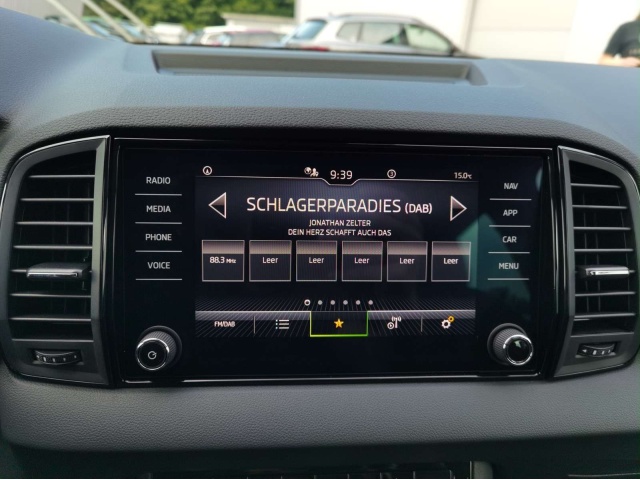 9:39
15.0°C
RADIO
MEDIA
PHONE
VOICE
SCHLAGERPARADIES (DAB)
JONATHAN ZELTER
DEIN HERZ SCHAFFT AUCH DAS
88.3 MHz
Leer
Leer
Leer
Leer
Leer
FM/DAB
NAV
APP
CAR
MENU